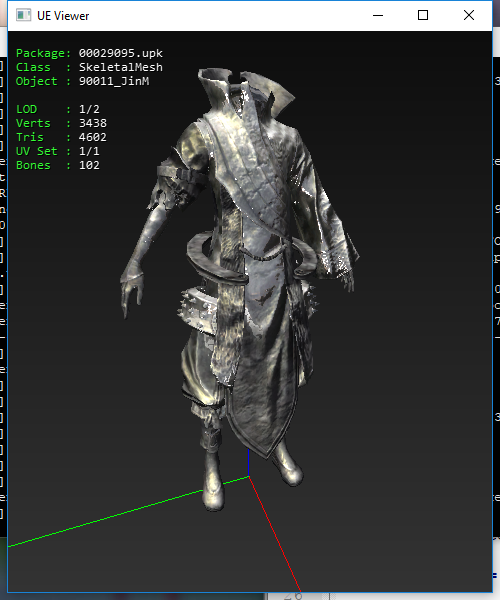 UE Viewer
Package: 00029095.upk
Class : SkeletalMesh
Object : 90011_JinM
LOD : 1/2
Verts : 3438
Tris : 4602
UV Set : 1/1
Bones : 102